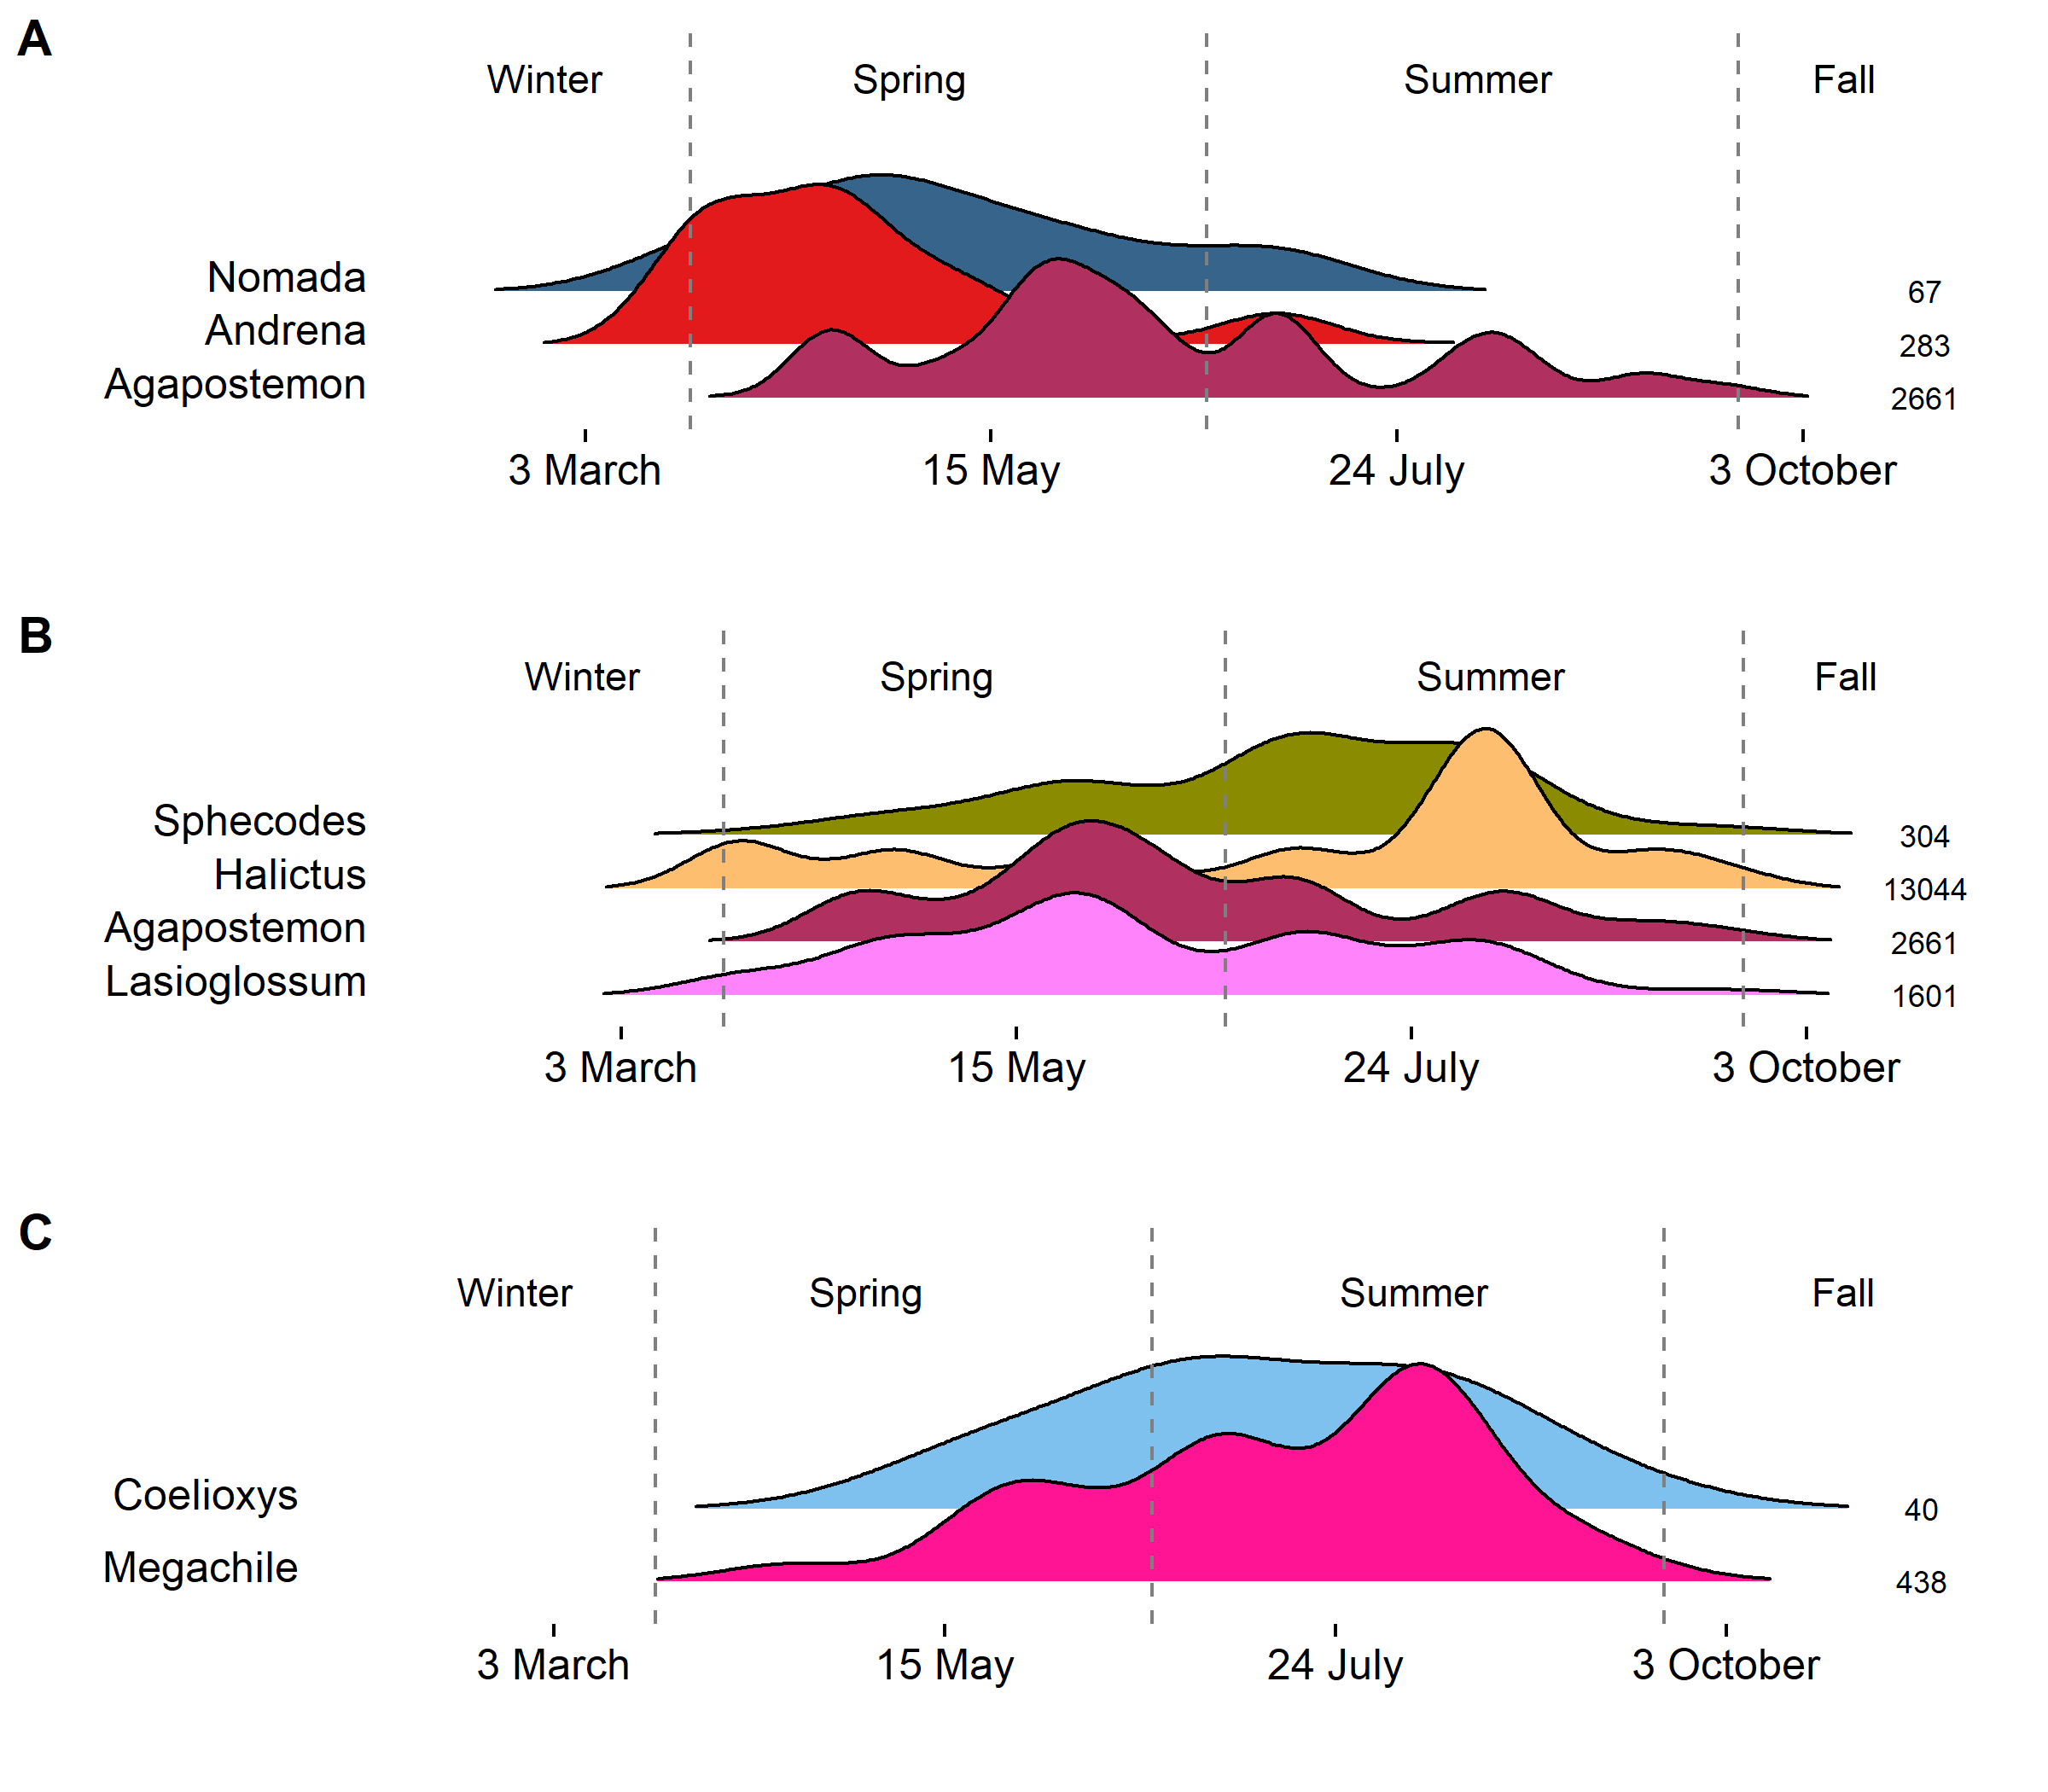 A
Winter Spring Summer Fall
Nomada 67
Andrena 283
Agapostemon 2661
3 March 15 May 24 July 3 October
B
Winter Spring Summer Fall
Sphecodes 304
Halictus 13044
Agapostemon 2661
Lasioglossum 1601
3 March 15 May 24 July 3 October
C
Winter Spring Summer Fall
Coelioxys 40
Megachile 438
3 March 15 May 24 July 3 October